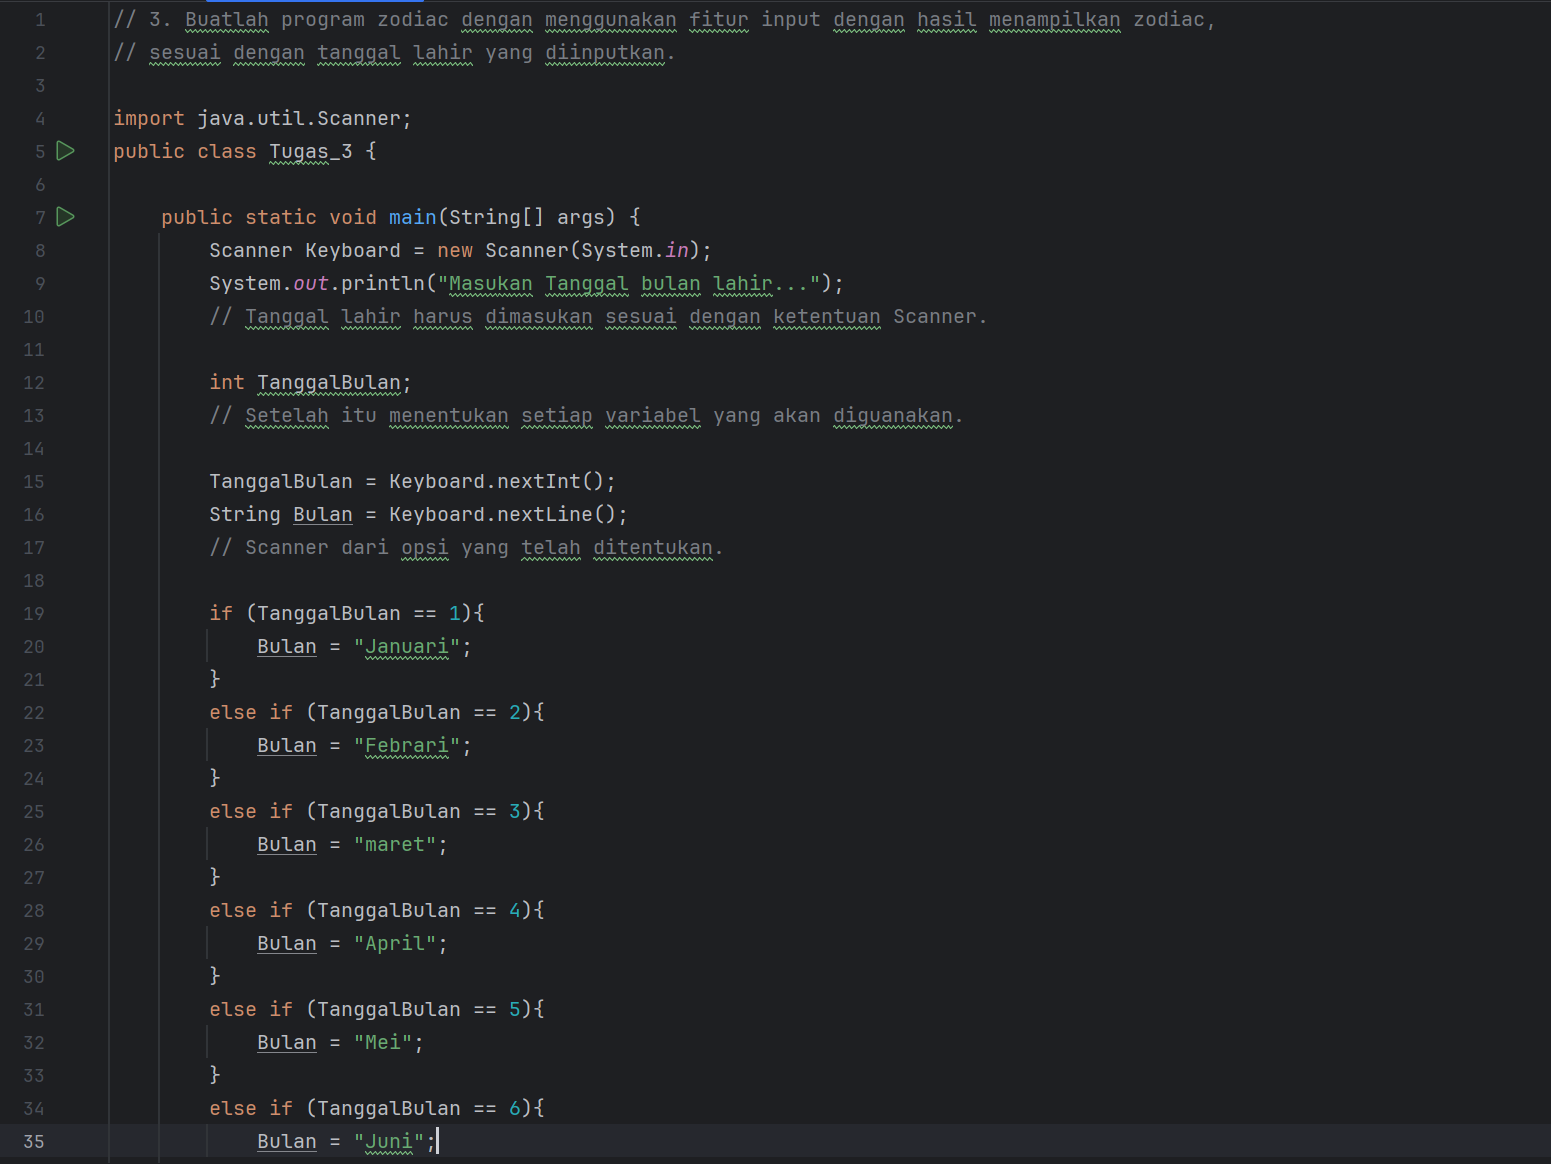 1 // 3. Buatlah program zodiac dengan menggunakan fitur input dengan hasil menampilkan zodiac,
2 // sesuai dengan tanggal lahir yang diinputkan.
3
4 import java.util.Scanner;
5 public class Tugas_3 {
6
7     public static void main(String[] args) {
8         Scanner Keyboard = new Scanner(System.in);
9         System.out.println("Masukan Tanggal bulan lahir...");
10         // Tanggal lahir harus dimasukan sesuai dengan ketentuan Scanner.
11
12         int TanggalBulan;
13         // Setelah itu menentukan setiap variabel yang akan diguanakan.
14
15         TanggalBulan = Keyboard.nextInt();
16         String Bulan = Keyboard.nextLine();
17         // Scanner dari opsi yang telah ditentukan.
18
19         if (TanggalBulan == 1){
20             Bulan = "Januari";
21         }
22         else if (TanggalBulan == 2){
23             Bulan = "Febrari";
24         }
25         else if (TanggalBulan == 3){
26             Bulan = "maret";
27         }
28         else if (TanggalBulan == 4){
29             Bulan = "April";
30         }
31         else if (TanggalBulan == 5){
32             Bulan = "Mei";
33         }
34         else if (TanggalBulan == 6){
35             Bulan = "Juni";